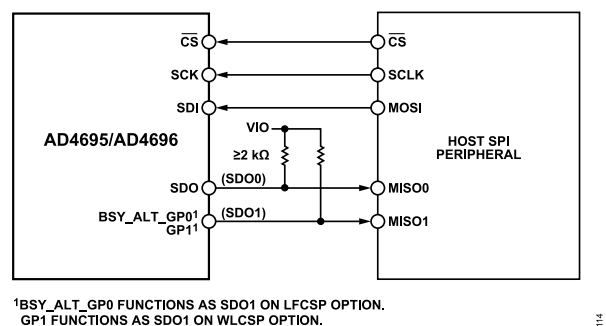 CS
SCK
SDI
AD4695/AD4696
SDO
BSY_ALT_GP0¹
GP1¹
VIO
≥2 kΩ
(SDO0)
(SDO1)
CS
SCLK
MOSI
HOST SPI
PERIPHERAL
MISO0
MISO1
¹BSY_ALT_GP0 FUNCTIONS AS SDO1 ON LFCSP OPTION.
GP1 FUNCTIONS AS SDO1 ON WLCSP OPTION.
114